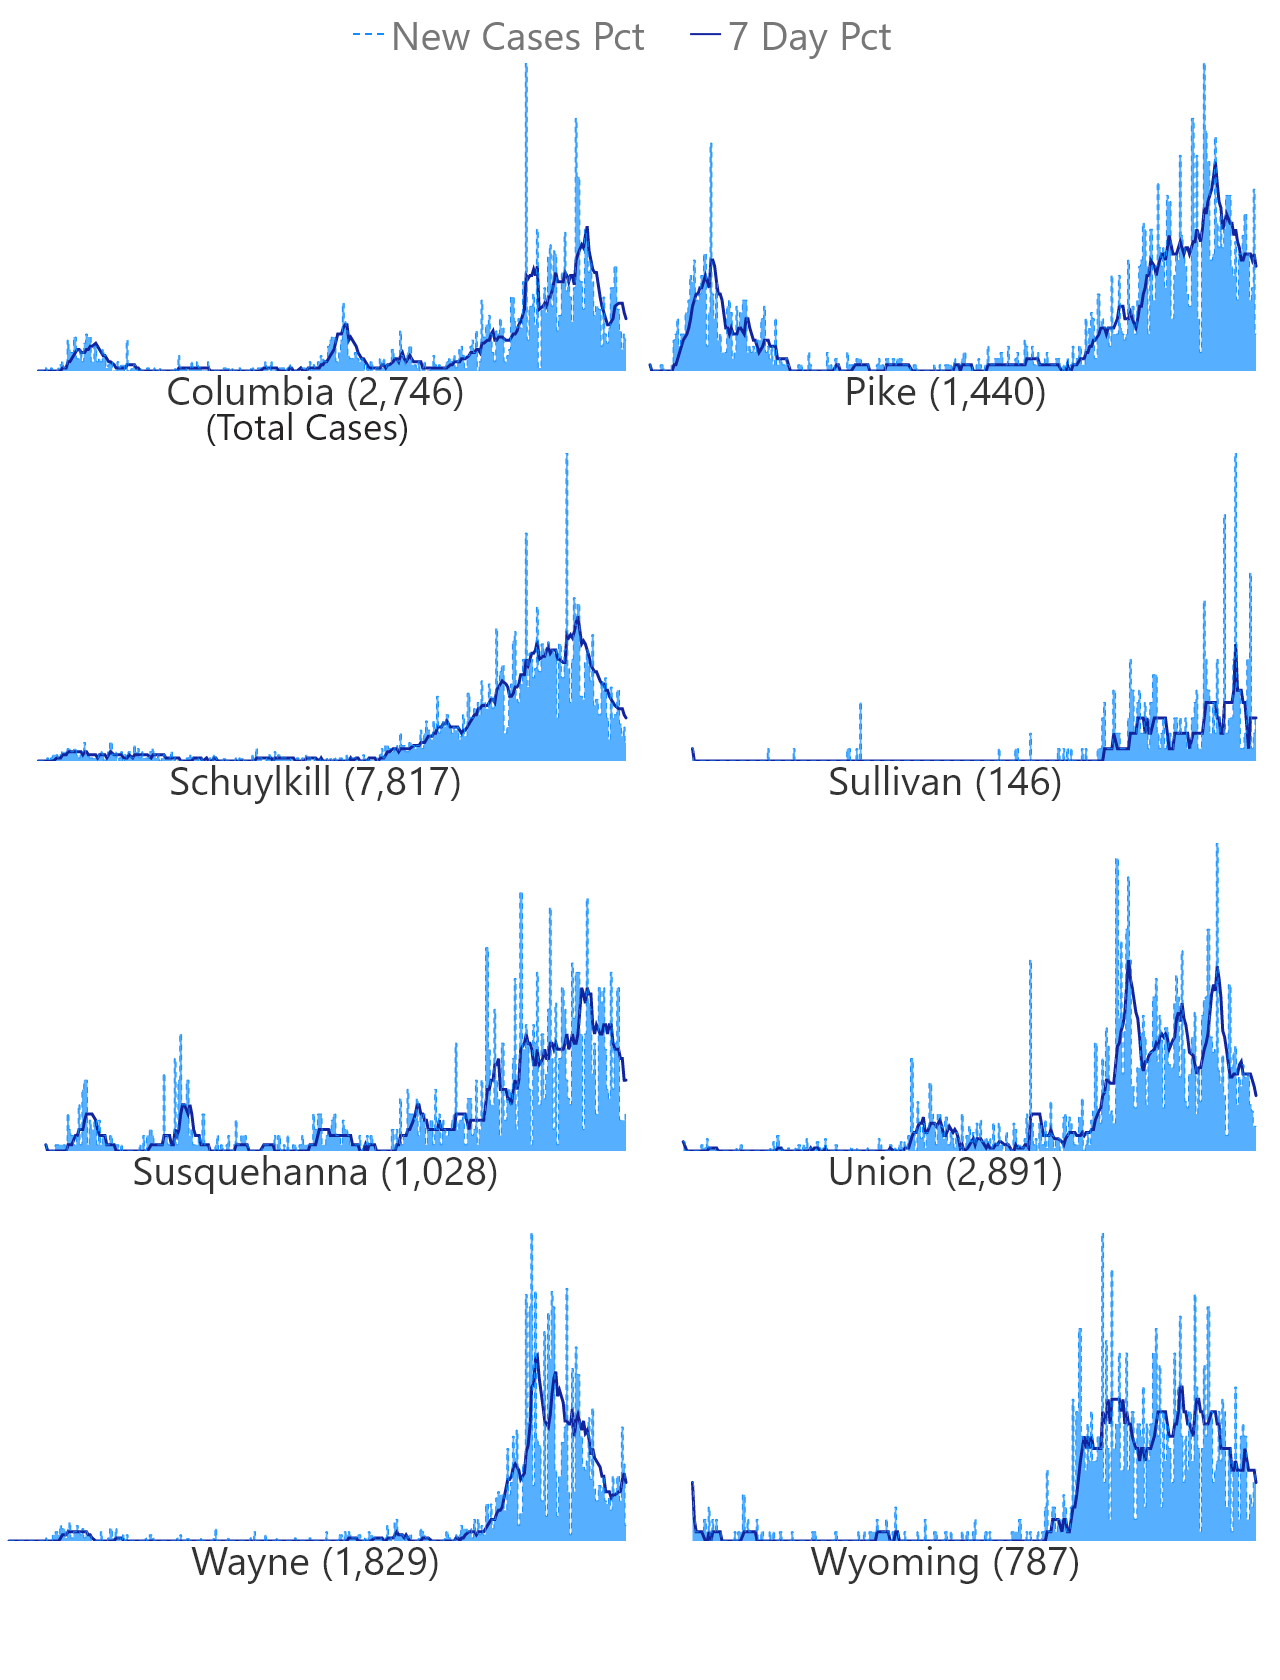 New Cases Pct 7 Day Pct
Columbia (2,746) Pike (1,440)
(Total Cases)
Schuylkill (7,817) Sullivan (146)
Susquehanna (1,028) Union (2,891)
Wayne (1,829) Wyoming (787)